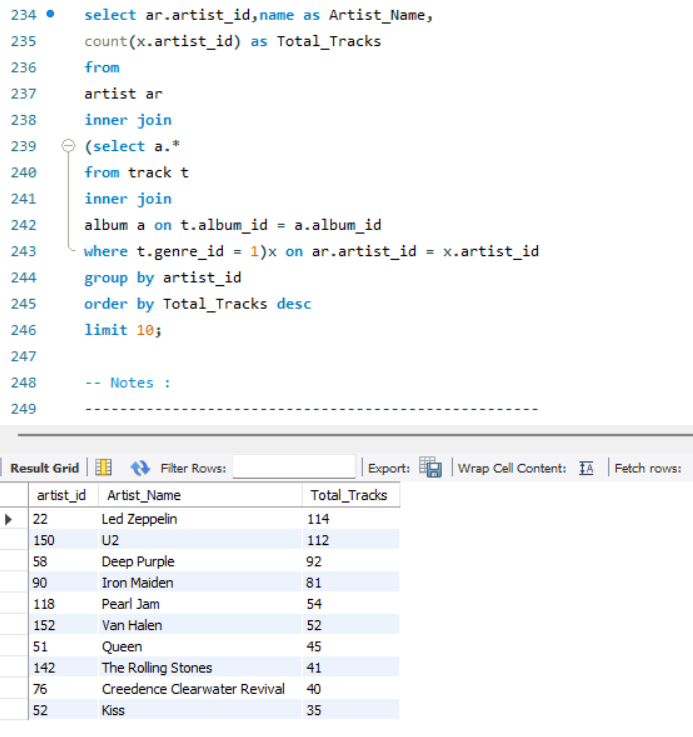 234 select ar.artist_id,name as Artist_Name,
235 count(x.artist_id) as Total_Tracks
236 from
237 artist ar
238 inner join
239 (select a.*
240 from track t
241 inner join
242 album a on t.album_id = a.album_id
243 where t.genre_id = 1)x on ar.artist_id = x.artist_id
244 group by artist_id
245 order by Total_Tracks desc
246 limit 10;
247
248 -- Notes :
249 ----------------------------------------------------
Result Grid Filter Rows: Export: Wrap Cell Content: Fetch rows:
artist_id Artist_Name Total_Tracks
22 Led Zeppelin 114
150 U2 112
58 Deep Purple 92
90 Iron Maiden 81
118 Pearl Jam 54
152 Van Halen 52
51 Queen 45
142 The Rolling Stones 41
76 Creedence Clearwater Revival 40
52 Kiss 35